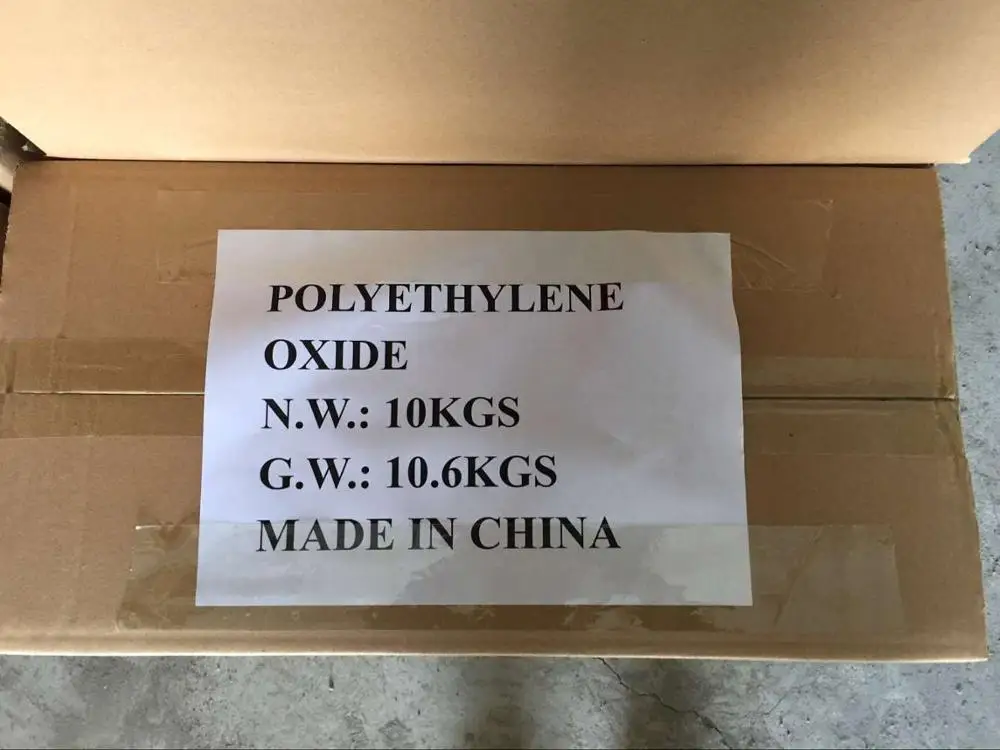 POLYETHYLENE
OXIDE
N.W.: 10KGS
G.W.: 10.6KGS
MADE IN CHINA